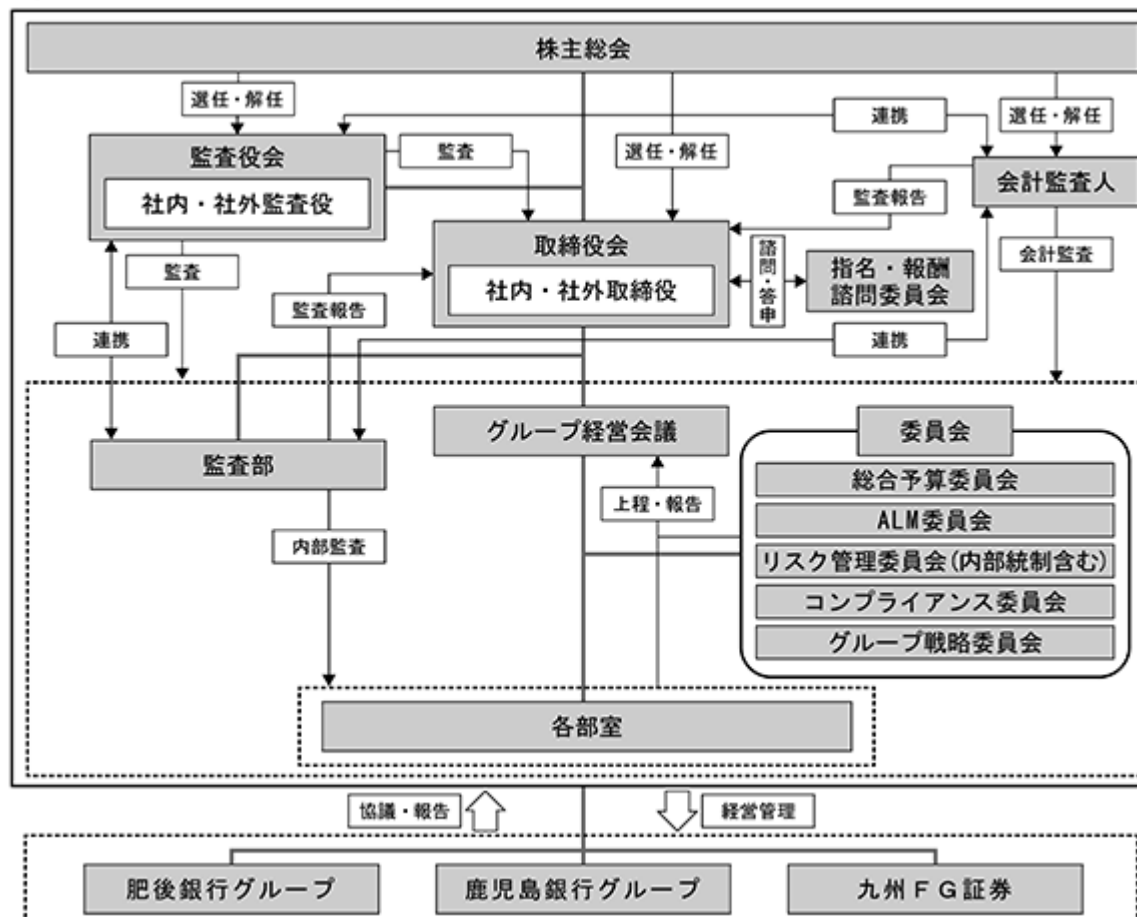 株主総会
選任・解任
連携
選任・解任
監査役会
監査
選任・解任
会計監査人
社内・社外監査役
監査報告
取締役会
諮問・答申
指名・報酬
諮問委員会
会計監査
監査
社内・社外取締役
監査報告
連携
連携
グループ経営会議
委員会
監査部
総合予算委員会
上程・報告
ALM委員会
内部監査
リスク管理委員会(内部統制含む)
コンプライアンス委員会
グループ戦略委員会
各部室
協議・報告
経営管理
肥後銀行グループ
鹿児島銀行グループ
九州FG証券